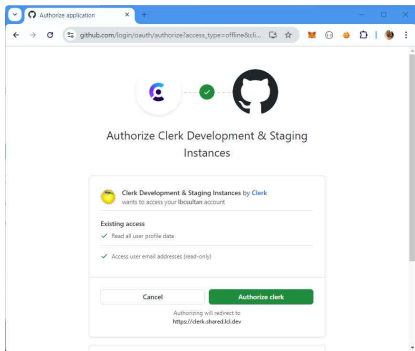 Authorize application
github.com/login/oauth/authorize?access_type=offline&cli...
Authorize Clerk Development & Staging
Instances
Clerk Development & Staging Instances by Clerk
wants to access your lbosultan account
Existing access
Read all user profile data
Access user email addresses (read-only)
Cancel
Authorize clerk
Authorizing will redirect to
https://clerk.shared.lcl.dev